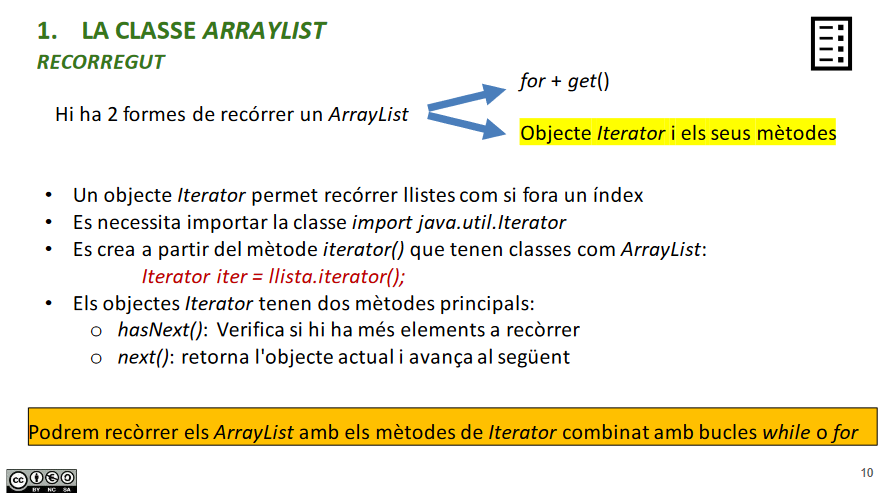 1. LA CLASSE ARRAYLIST
RECORREGUT
Hi ha 2 formes de recórrer un ArrayList
for + get()
Objecte Iterator i els seus mètodes
• Un objecte Iterator permet recórrer llistes com si fora un índex
• Es necessita importar la classe import java.util.Iterator
• Es crea a partir del mètode iterator() que tenen classes com ArrayList:
Iterator iter = llista.iterator();
• Els objectes Iterator tenen dos mètodes principals:
o hasNext(): Verifica si hi ha més elements a recòrrer
o next(): retorna l'objecte actual i avança al següent
Podrem recòrrer els ArrayList amb els mètodes de Iterator combinat amb bucles while o for
cc
BY NC SA
10